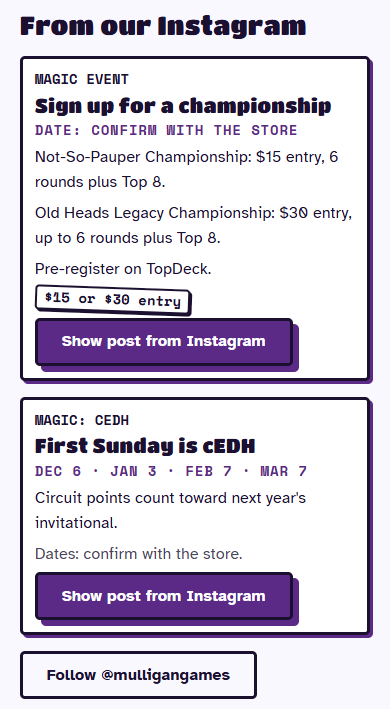 From our Instagram
MAGIC EVENT
Sign up for a championship
DATE: CONFIRM WITH THE STORE
Not-So-Pauper Championship: $15 entry, 6
rounds plus Top 8.
Old Heads Legacy Championship: $30 entry,
up to 6 rounds plus Top 8.
Pre-register on TopDeck.
$15 or $30 entry
Show post from Instagram
MAGIC: CEDH
First Sunday is cEDH
DEC 6 · JAN 3 · FEB 7 · MAR 7
Circuit points count toward next year's
invitational.
Dates: confirm with the store.
Show post from Instagram
Follow @mulligangames